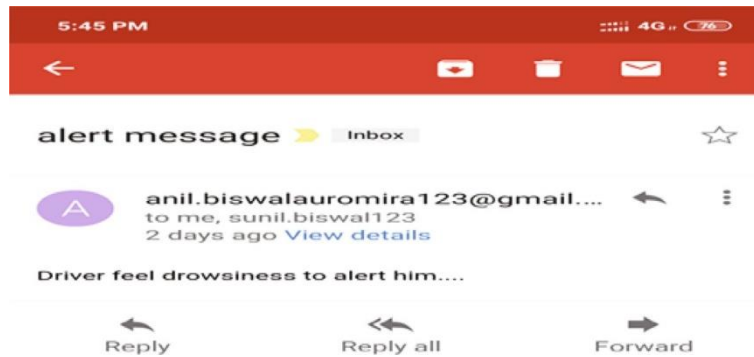 5:45 PM 4G 76
alert message Inbox
A
anil.biswalauromira123@gmail....
to me, sunil.biswal123
2 days ago View details
Driver feel drowsiness to alert him....
Reply Reply all Forward